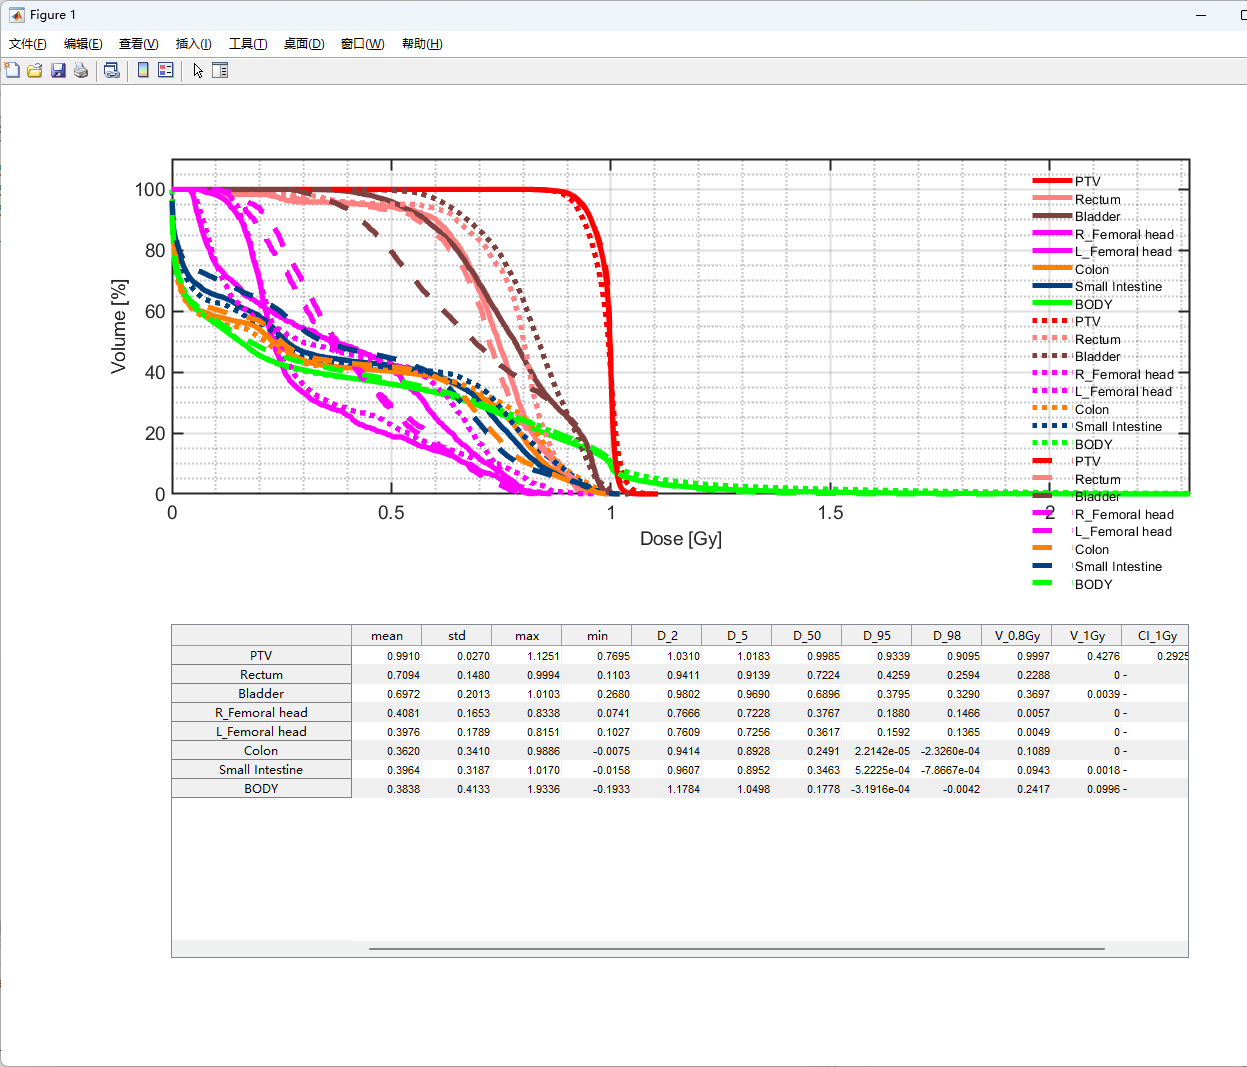 Figure 1
文件(F) 编辑(E) 查看(V) 插入(I) 工具(T) 桌面(D) 窗口(W) 帮助(H)
100
80
60
40
20
0
Volume [%]
0 0.5 1 1.5 2
Dose [Gy]
PTV
Rectum
Bladder
R_Femoral head
L_Femoral head
Colon
Small Intestine
BODY
PTV
Rectum
Bladder
R_Femoral head
L_Femoral head
Colon
Small Intestine
BODY
PTV
Rectum
Bladder
R_Femoral head
L_Femoral head
Colon
Small Intestine
BODY
mean std max min D_2 D_5 D_50 D_95 D_98 V_0.8Gy V_1Gy CI_1Gy
PTV 0.9910 0.0270 1.1251 0.7695 1.0310 1.0183 0.9985 0.9339 0.9095 0.9997 0.4276 0.2925
Rectum 0.7094 0.1480 0.9994 0.1103 0.9411 0.9139 0.7224 0.4259 0.2594 0.2288 0 -
Bladder 0.6972 0.2013 1.0103 0.2680 0.9802 0.9690 0.6896 0.3795 0.3290 0.3697 0.0039 -
R_Femoral head 0.4081 0.1653 0.8338 0.0741 0.7666 0.7228 0.3767 0.1880 0.1466 0.0057 0 -
L_Femoral head 0.3976 0.1789 0.8151 0.1027 0.7609 0.7256 0.3617 0.1592 0.1365 0.0049 0 -
Colon 0.3620 0.3410 0.9886 -0.0075 0.9414 0.8928 0.2491 2.2142e-05 -2.3260e-04 0.1089 0 -
Small Intestine 0.3964 0.3187 1.0170 -0.0158 0.9607 0.8952 0.3463 5.2225e-04 -7.8667e-04 0.0943 0.0018 -
BODY 0.3838 0.4133 1.9336 -0.1933 1.1784 1.0498 0.1778 -3.1916e-04 -0.0042 0.2417 0.0996 -